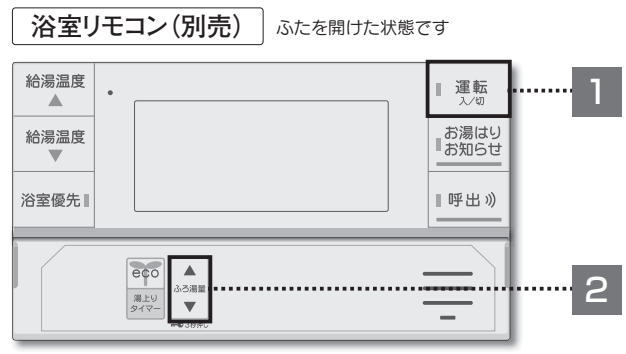 浴室リモコン(別売)
ふたを開けた状態です
給湯温度
▲
運転
入/切
1
給湯温度
▼
お湯はり
お知らせ
浴室優先
呼出
eco
湯上り
タイマー
▲
ふろ湯量
▼
2